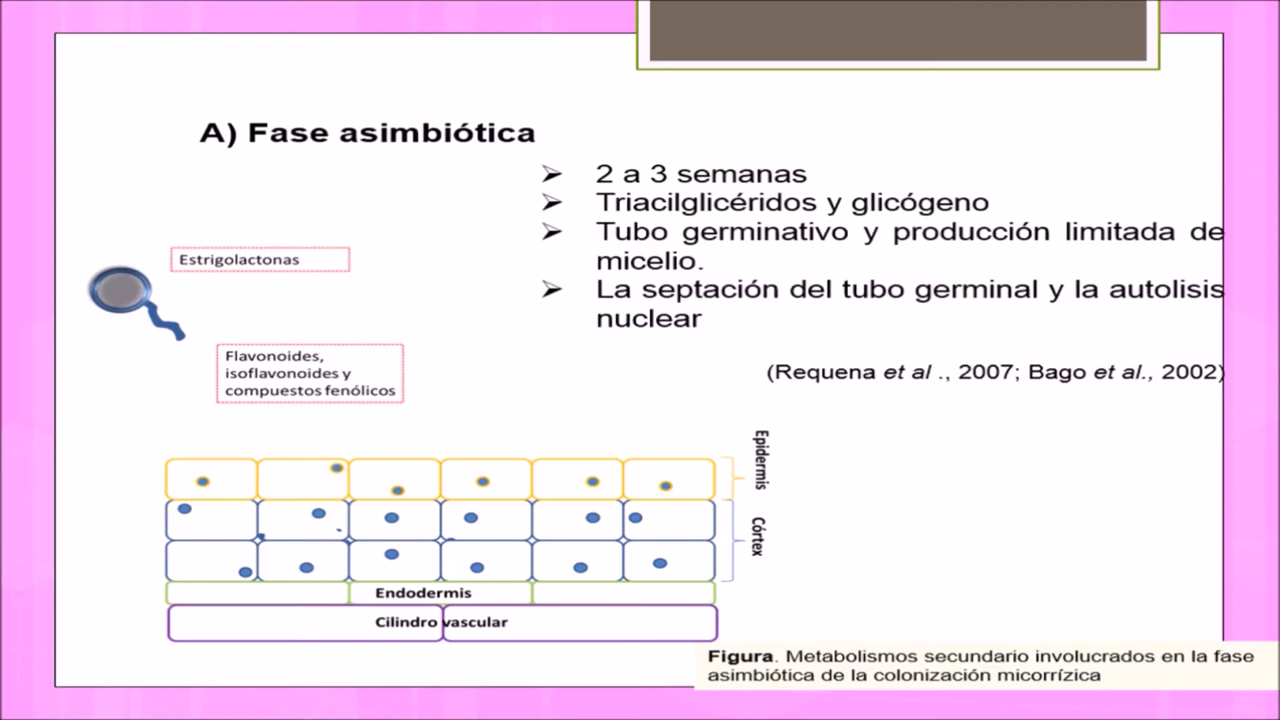 A) Fase asimbiótica
➢ 2 a 3 semanas
➢ Triacilglicéridos y glicógeno
➢ Tubo germinativo y producción limitada de
micelio.
➢ La septación del tubo germinal y la autolisis
nuclear
(Requena et al ., 2007; Bago et al., 2002)
Estrigolactonas
Flavonoides,
isoflavonoides y
compuestos fenólicos
Epidermis
Córtex
Endodermis
Cilindro vascular
Figura. Metabolismos secundario involucrados en la fase
asimbiótica de la colonización micorrízica